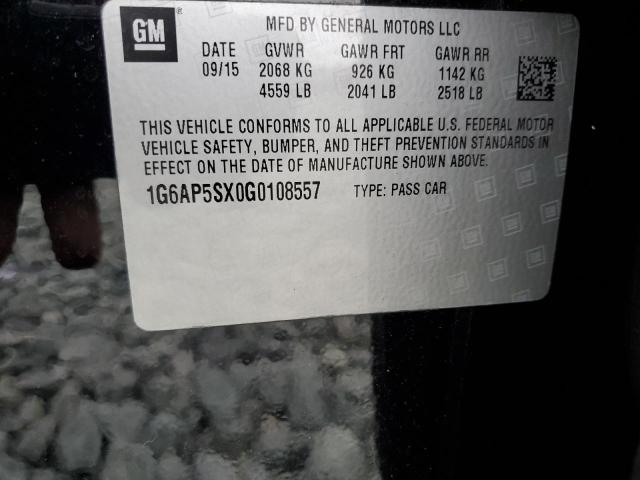 GM
MFD BY GENERAL MOTORS LLC
DATE GVWR GAWR FRT GAWR RR
09/15 2068 KG 926 KG 1142 KG
4559 LB 2041 LB 2518 LB
THIS VEHICLE CONFORMS TO ALL APPLICABLE U.S. FEDERAL MOTOR
VEHICLE SAFETY, BUMPER, AND THEFT PREVENTION STANDARDS IN
EFFECT ON THE DATE OF MANUFACTURE SHOWN ABOVE.
1G6AP5SX0G0108557 TYPE: PASS CAR